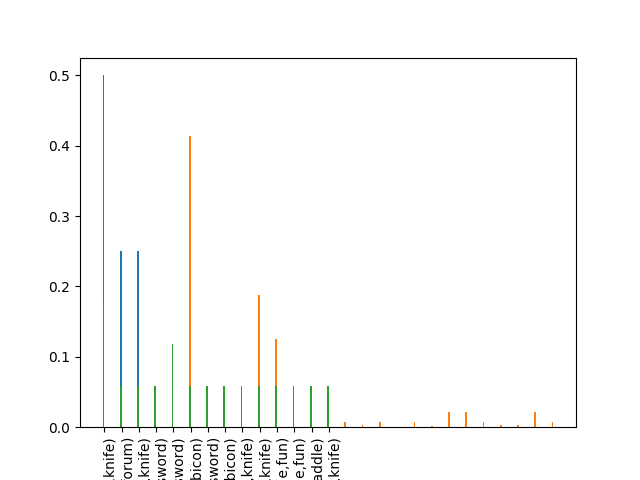 0.5
0.4
0.3
0.2
0.1
0.0
,knife)
orum)
,knife)
sword)
sword)
bicon)
sword)
bicon)
,knife)
,knife)
e,fun)
e,fun)
addle)
,knife)